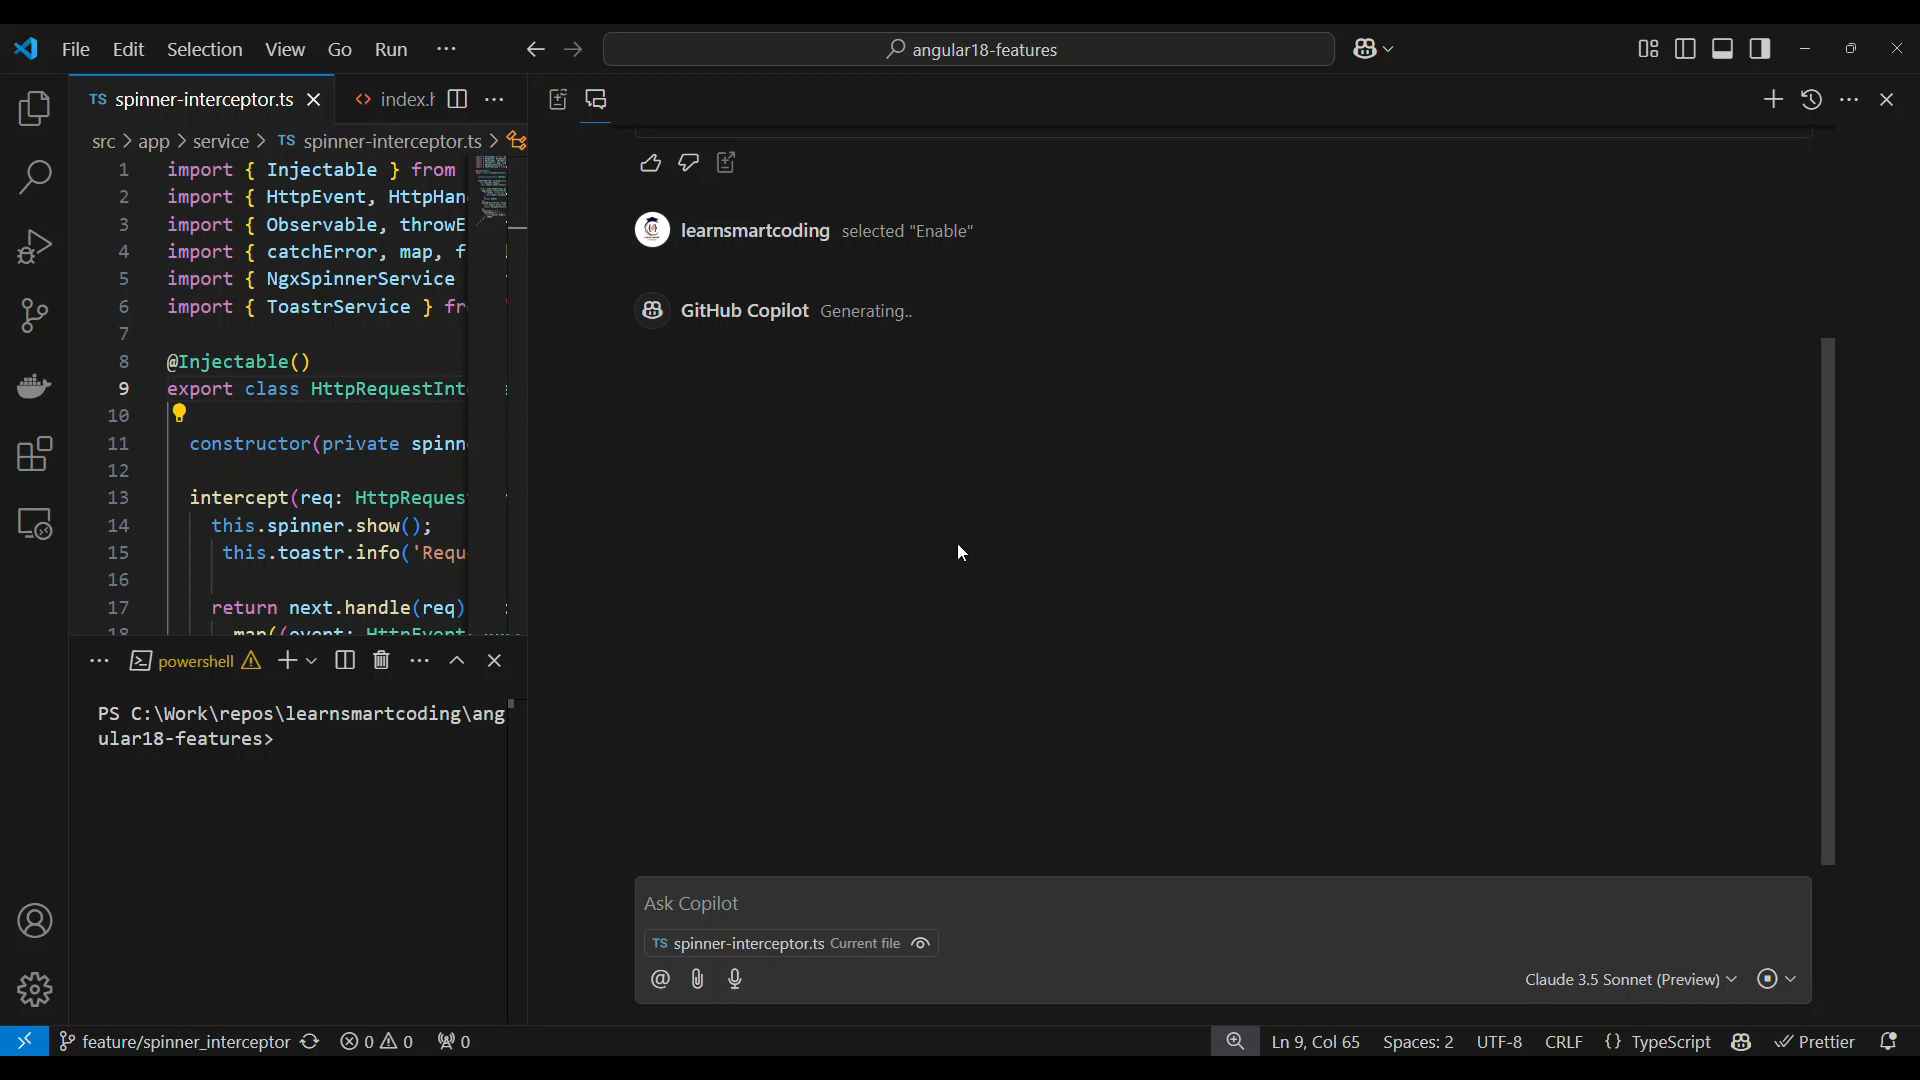 File Edit Selection View Go Run ···
angular18-features
TS spinner-interceptor.ts
src > app > service > TS spinner-interceptor.ts >
1 import { Injectable } from
2 import { HttpEvent, HttpHan
3 import { Observable, throwE
4 import { catchError, map, f
5 import { NgxSpinnerService
6 import { ToastrService } fr
7
8 @Injectable()
9 export class HttpRequestInt
10
11 constructor(private spinn
12
13 intercept(req: HttpReques
14 this.spinner.show();
15 this.toastr.info('Requ
16
17 return next.handle(req)
18 map((event: HttpEvent
powershell
PS C:\Work\repos\learnsmartcoding\ang
ular18-features>
learnsmartcoding selected "Enable"
GitHub Copilot Generating..
Ask Copilot
TS spinner-interceptor.ts Current file
@
Claude 3.5 Sonnet (Preview)
feature/spinner_interceptor 0 0 0
Ln 9, Col 65 Spaces: 2 UTF-8 CRLF {} TypeScript Prettier